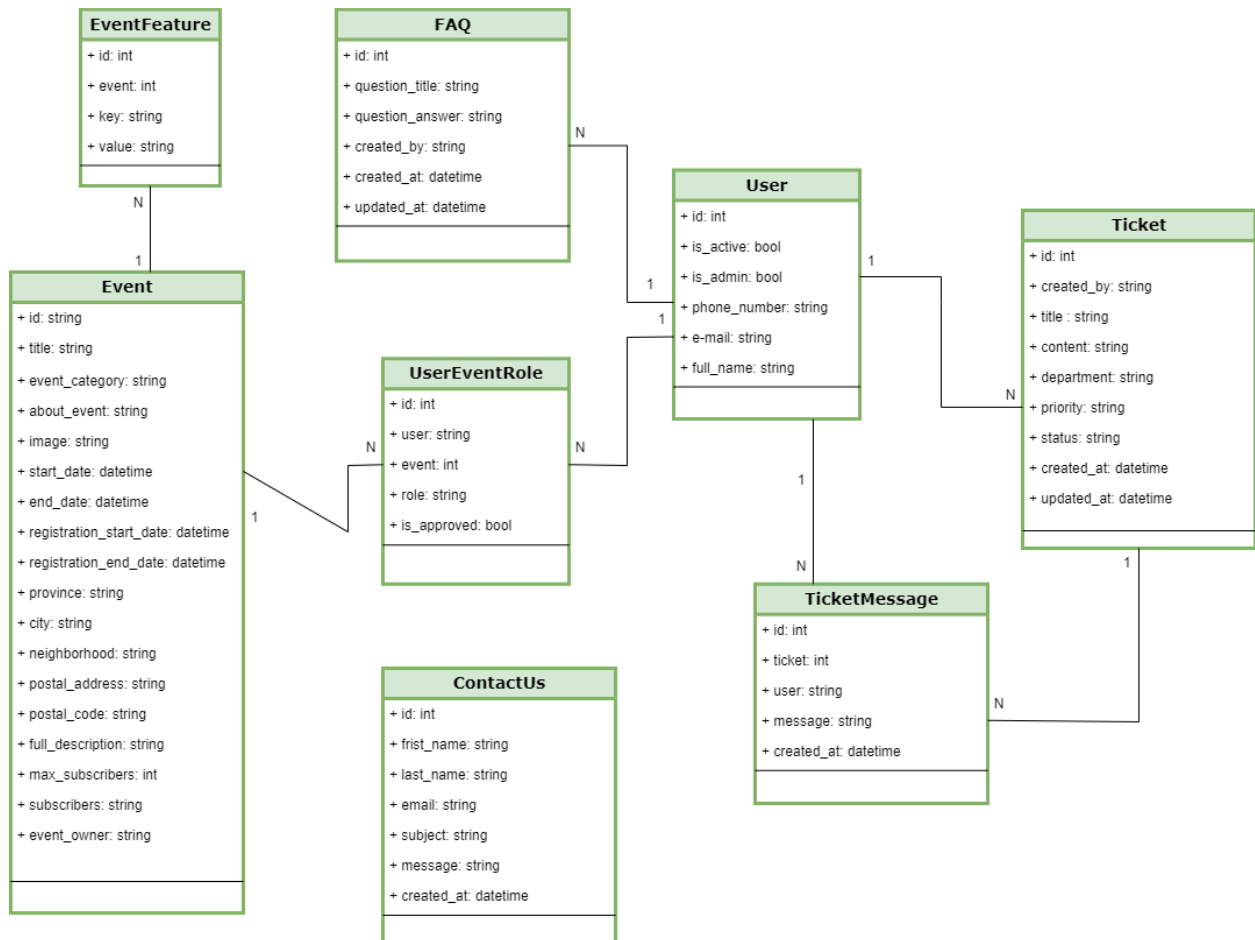 EventFeature
+ id: int
+ event: int
+ key: string
+ value: string
N
1
Event
+ id: string
+ title: string
+ event_category: string
+ about_event: string
+ image: string
+ start_date: datetime
+ end_date: datetime
+ registration_start_date: datetime
+ registration_end_date: datetime
+ province: string
+ city: string
+ neighborhood: string
+ postal_address: string
+ postal_code: string
+ full_description: string
+ max_subscribers: int
+ subscribers: string
+ event_owner: string
1
FAQ
+ id: int
+ question_title: string
+ question_answer: string
+ created_by: string
+ created_at: datetime
+ updated_at: datetime
N
1
1
UserEventRole
+ id: int
+ user: string
+ event: int
+ role: string
+ is_approved: bool
N
N
ContactUs
+ id: int
+ frist_name: string
+ last_name: string
+ email: string
+ subject: string
+ message: string
+ created_at: datetime
User
+ id: int
+ is_active: bool
+ is_admin: bool
+ phone_number: string
+ e-mail: string
+ full_name: string
1
N
1
N
Ticket
+ id: int
+ created_by: string
+ title : string
+ content: string
+ department: string
+ priority: string
+ status: string
+ created_at: datetime
+ updated_at: datetime
1
TicketMessage
+ id: int
+ ticket: int
+ user: string
+ message: string
+ created_at: datetime
N